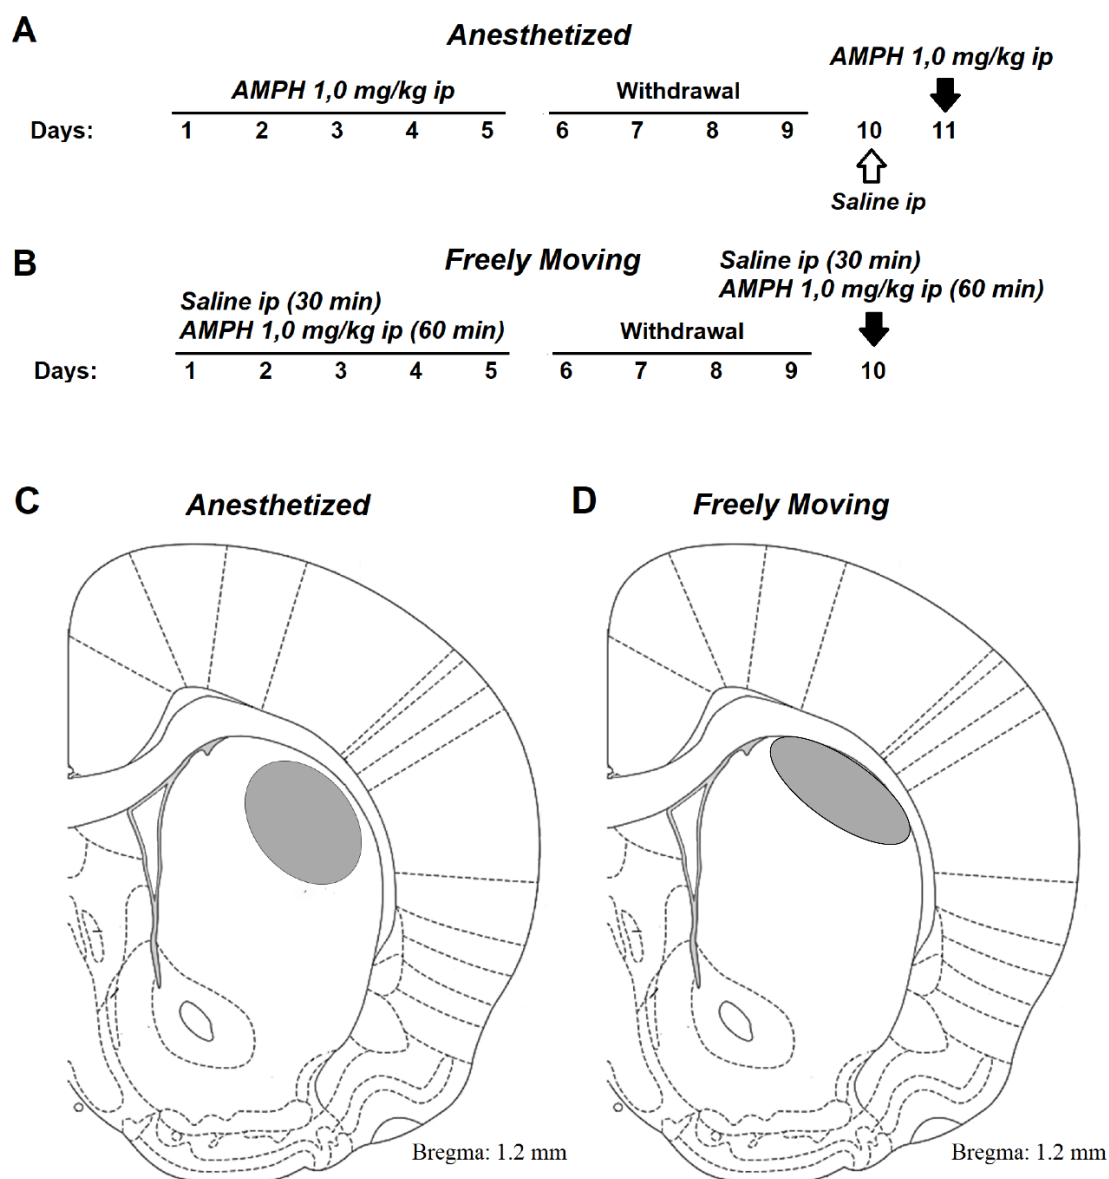 A
Anesthetized
AMPH 1,0 mg/kg ip
AMPH 1,0 mg/kg ip
Withdrawal
Days: 1 2 3 4 5 6 7 8 9 10 11
Saline ip
B
Freely Moving
Saline ip (30 min)
AMPH 1,0 mg/kg ip (60 min)
Saline ip (30 min)
AMPH 1,0 mg/kg ip (60 min)
Withdrawal
Days: 1 2 3 4 5 6 7 8 9 10
C
Anesthetized
D
Freely Moving
Bregma: 1.2 mm
Bregma: 1.2 mm